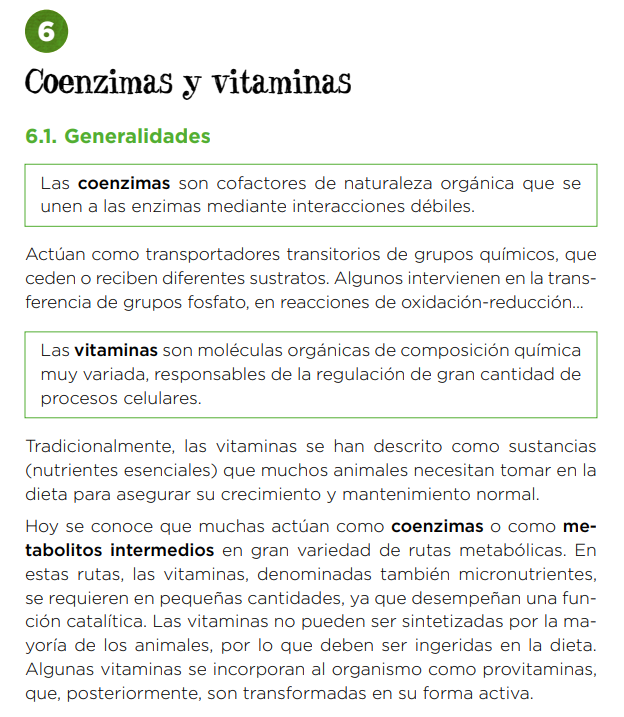 6
Coenzimas y vitaminas
6.1. Generalidades
Las coenzimas son cofactores de naturaleza orgánica que se
unen a las enzimas mediante interacciones débiles.
Actúan como transportadores transitorios de grupos químicos, que
ceden o reciben diferentes sustratos. Algunos intervienen en la trans-
ferencia de grupos fosfato, en reacciones de oxidación-reducción...
Las vitaminas son moléculas orgánicas de composición química
muy variada, responsables de la regulación de gran cantidad de
procesos celulares.
Tradicionalmente, las vitaminas se han descrito como sustancias
(nutrientes esenciales) que muchos animales necesitan tomar en la
dieta para asegurar su crecimiento y mantenimiento normal.
Hoy se conoce que muchas actúan como coenzimas o como me-
tabolitos intermedios en gran variedad de rutas metabólicas. En
estas rutas, las vitaminas, denominadas también micronutrientes,
se requieren en pequeñas cantidades, ya que desempeñan una fun-
ción catalítica. Las vitaminas no pueden ser sintetizadas por la ma-
yoría de los animales, por lo que deben ser ingeridas en la dieta.
Algunas vitaminas se incorporan al organismo como provitaminas,
que, posteriormente, son transformadas en su forma activa.